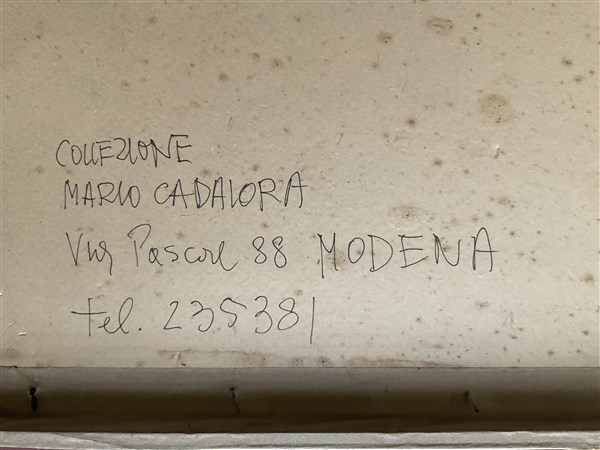 COLLEZIONE
MARIO CADALORA
Via Pascoli 88 MODENA
tel. 235381